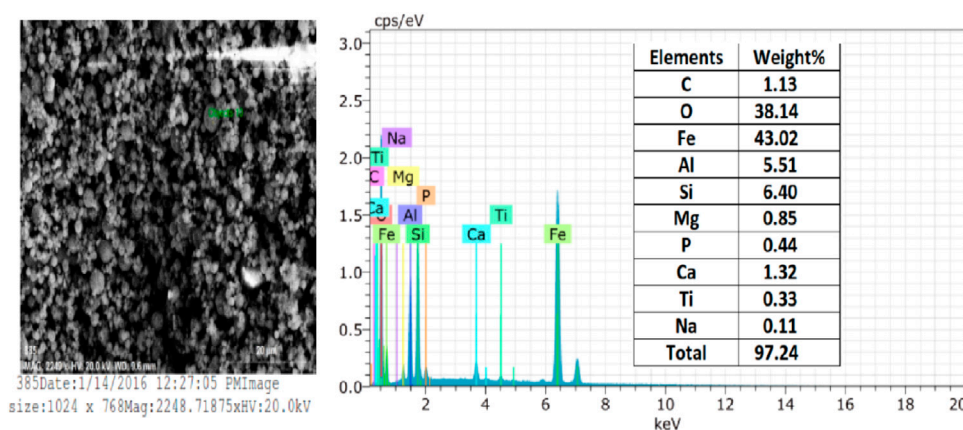 cps/eV
3.0
2.5
2.0
1.5
1.0
0.5
0.0
Na
Ti
C
Mg
P
Ca
Al
Ti
Fe
Si
Ca
Fe
2
4
6
8
10
12
14
16
18
20
keV
Elements Weight%
C 1.13
O 38.14
Fe 43.02
Al 5.51
Si 6.40
Mg 0.85
P 0.44
Ca 1.32
Ti 0.33
Na 0.11
Total 97.24
20 µm
385Date:1/14/2016 12:27:05 PMImage
size:1024 x 768Mag:2248.71875xHV:20.0kV